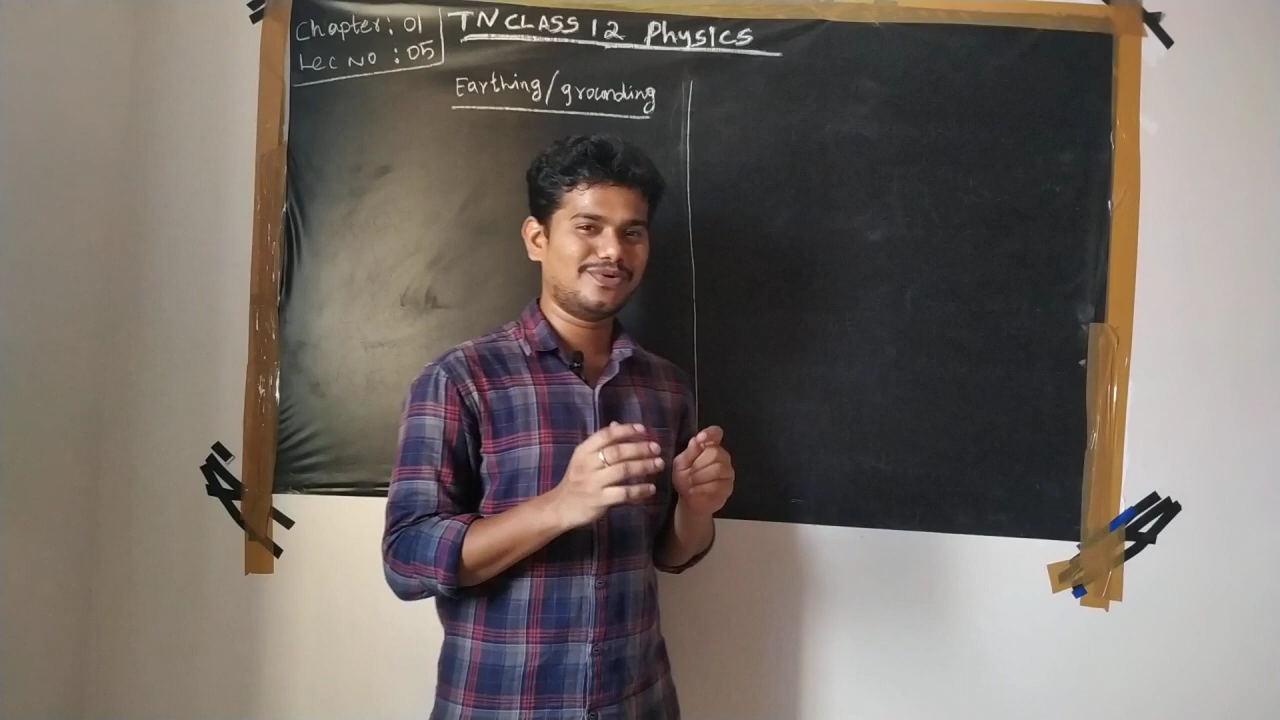 Chapter: 01
Lec No : 05
TN CLASS 12 Physics
Earthing/grounding